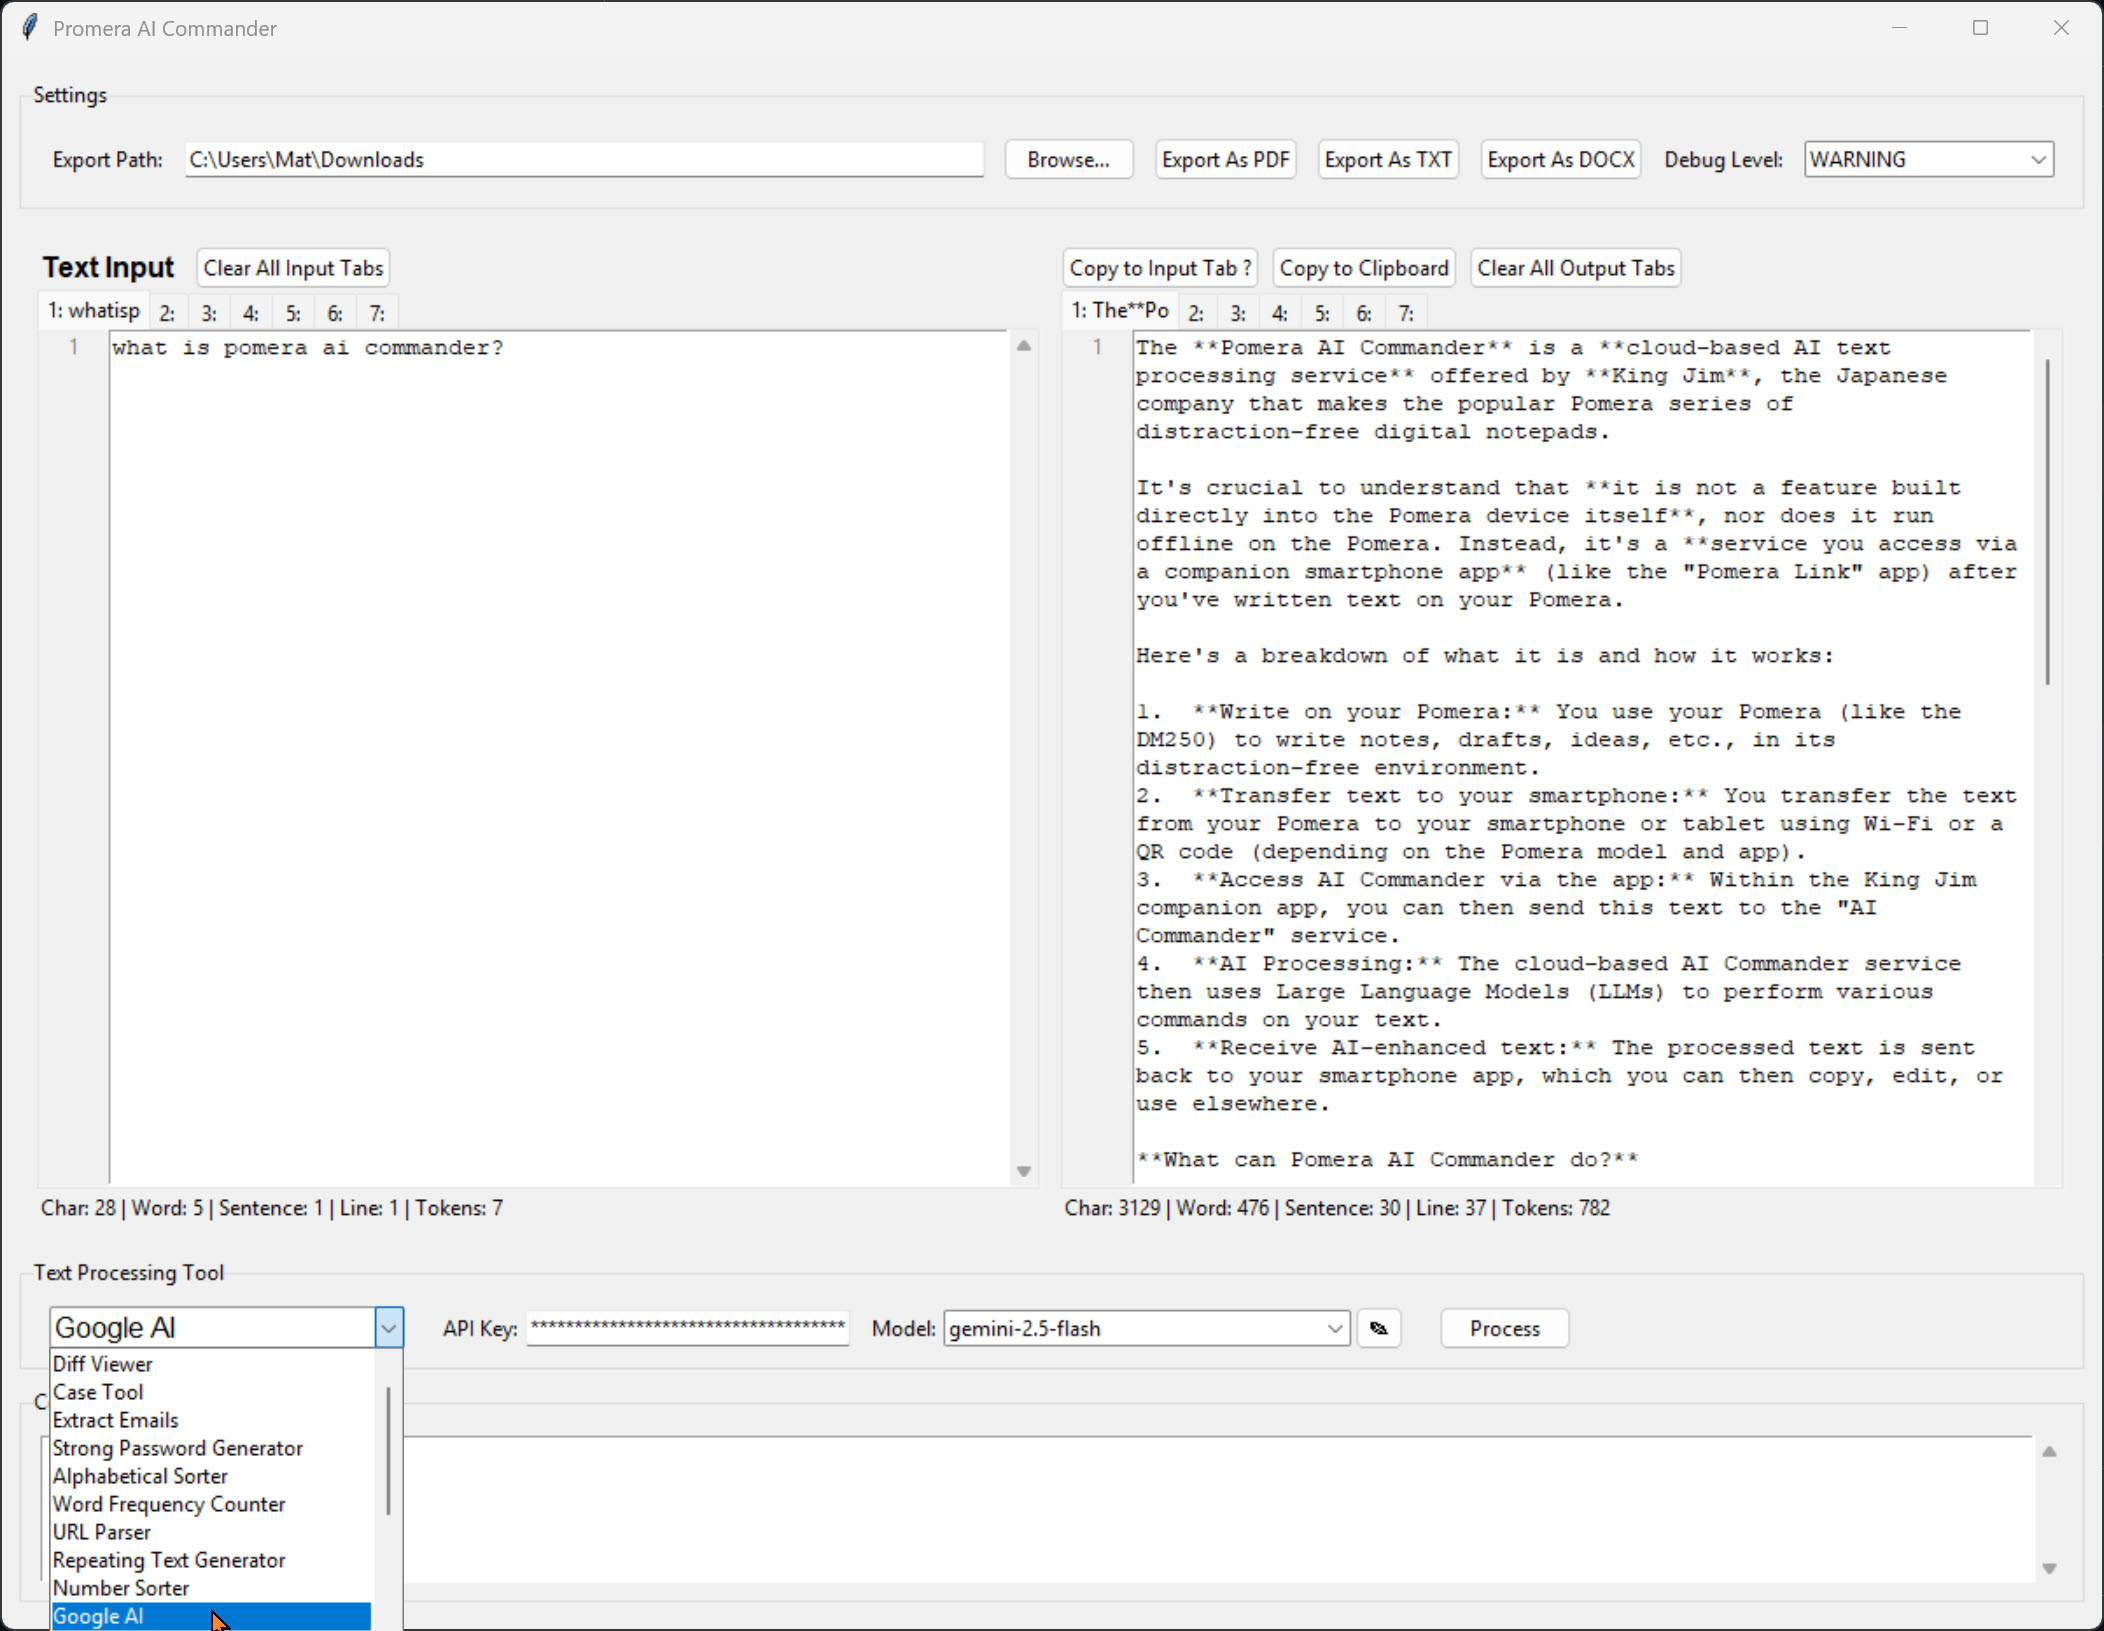 Promera AI Commander
Settings
Export Path: C:\Users\Mat\Downloads Browse... Export As PDF Export As TXT Export As DOCX Debug Level: WARNING
Text Input Clear All Input Tabs
1: whatisp 2: 3: 4: 5: 6: 7:
1 what is pomera ai commander?
Char: 28 | Word: 5 | Sentence: 1 | Line: 1 | Tokens: 7
Copy to Input Tab ? Copy to Clipboard Clear All Output Tabs
1: The**Po 2: 3: 4: 5: 6: 7:
1 The **Pomera AI Commander** is a **cloud-based AI text
processing service** offered by **King Jim**, the Japanese
company that makes the popular Pomera series of
distraction-free digital notepads.
It's crucial to understand that **it is not a feature built
directly into the Pomera device itself**, nor does it run
offline on the Pomera. Instead, it's a **service you access via
a companion smartphone app** (like the "Pomera Link" app) after
you've written text on your Pomera.
Here's a breakdown of what it is and how it works:
1. **Write on your Pomera:** You use your Pomera (like the
DM250) to write notes, drafts, ideas, etc., in its
distraction-free environment.
2. **Transfer text to your smartphone:** You transfer the text
from your Pomera to your smartphone or tablet using Wi-Fi or a
QR code (depending on the Pomera model and app).
3. **Access AI Commander via the app:** Within the King Jim
companion app, you can then send this text to the "AI
Commander" service.
4. **AI Processing:** The cloud-based AI Commander service
then uses Large Language Models (LLMs) to perform various
commands on your text.
5. **Receive AI-enhanced text:** The processed text is sent
back to your smartphone app, which you can then copy, edit, or
use elsewhere.
**What can Pomera AI Commander do?**
Char: 3129 | Word: 476 | Sentence: 30 | Line: 37 | Tokens: 782
Text Processing Tool
Google AI API Key: *************************************** Model: gemini-2.5-flash Process
Diff Viewer
Case Tool
Extract Emails
Strong Password Generator
Alphabetical Sorter
Word Frequency Counter
URL Parser
Repeating Text Generator
Number Sorter
Google AI